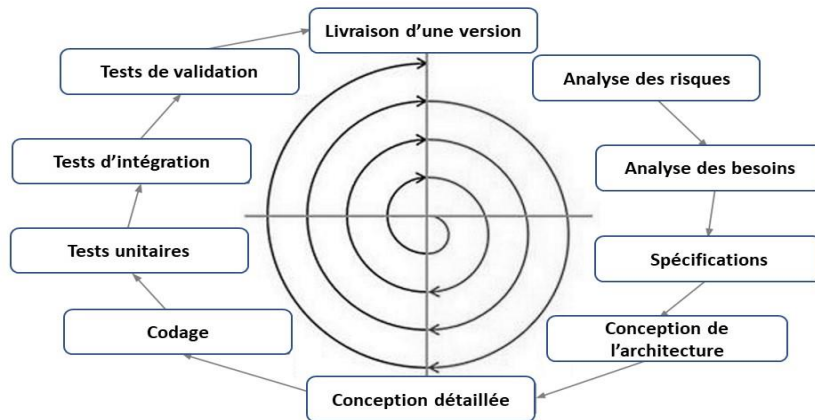 Livraison d’une version
Analyse des risques
Analyse des besoins
Spécifications
Conception de
l’architecture
Conception détaillée
Codage
Tests unitaires
Tests d’intégration
Tests de validation